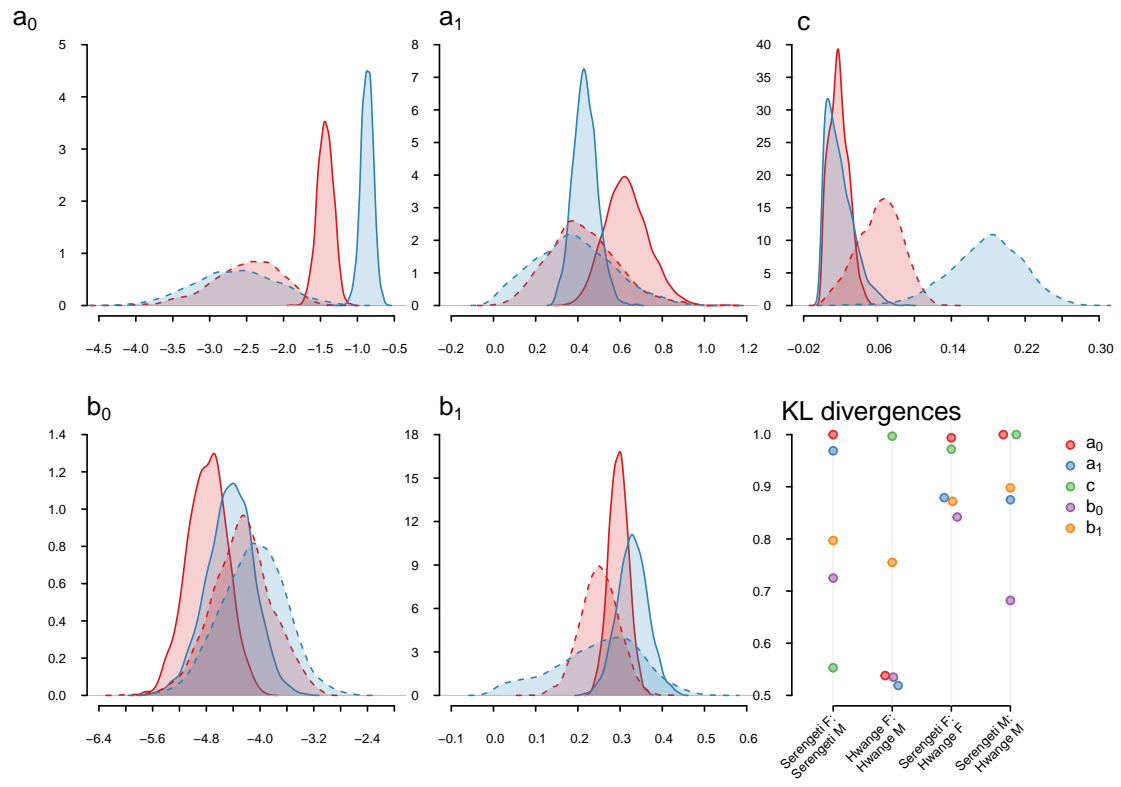 a0
5
4
3
2
1
0
−4.5 −4.0 −3.5 −3.0 −2.5 −2.0 −1.5 −1.0 −0.5
a1
8
7
6
5
4
3
2
1
0
−0.2 0.0 0.2 0.4 0.6 0.8 1.0 1.2
c
40
35
30
25
20
15
10
5
0
−0.02 0.06 0.14 0.22 0.30
b0
1.4
1.2
1.0
0.8
0.6
0.4
0.2
0.0
−6.4 −5.6 −4.8 −4.0 −3.2 −2.4
b1
18
15
12
9
6
3
0
−0.1 0.0 0.1 0.2 0.3 0.4 0.5 0.6
KL divergences
1.0
0.9
0.8
0.7
0.6
0.5
Serengeti F:
Serengeti M
Hwange F:
Hwange M
Serengeti F:
Hwange F
Serengeti M:
Hwange M
a0
a1
c
b0
b1